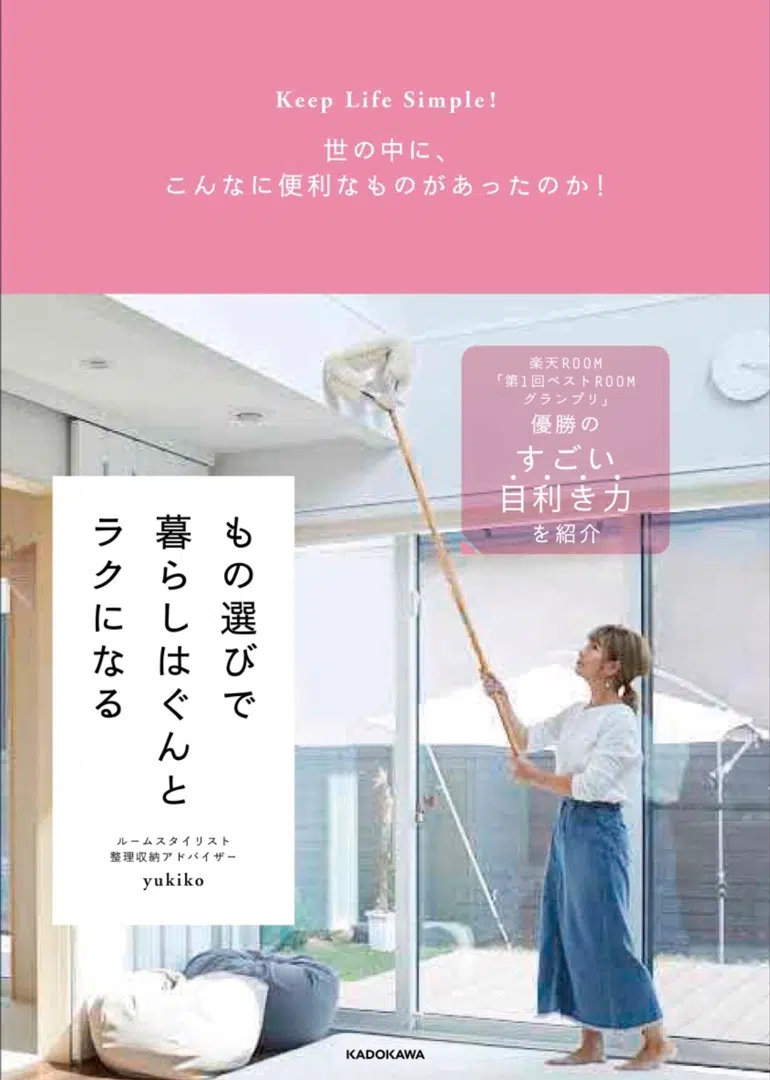 Keep Life Simple!
世の中に、
こんなに便利なものがあったのか！
楽天ROOM
「第1回ベストROOM
グランプリ」
優勝の
すごい
目利き力
を紹介
もの選びで
暮らしはぐんと
ラクになる
ルームスタイリスト
整理収納アドバイザー
yukiko
KADOKAWA